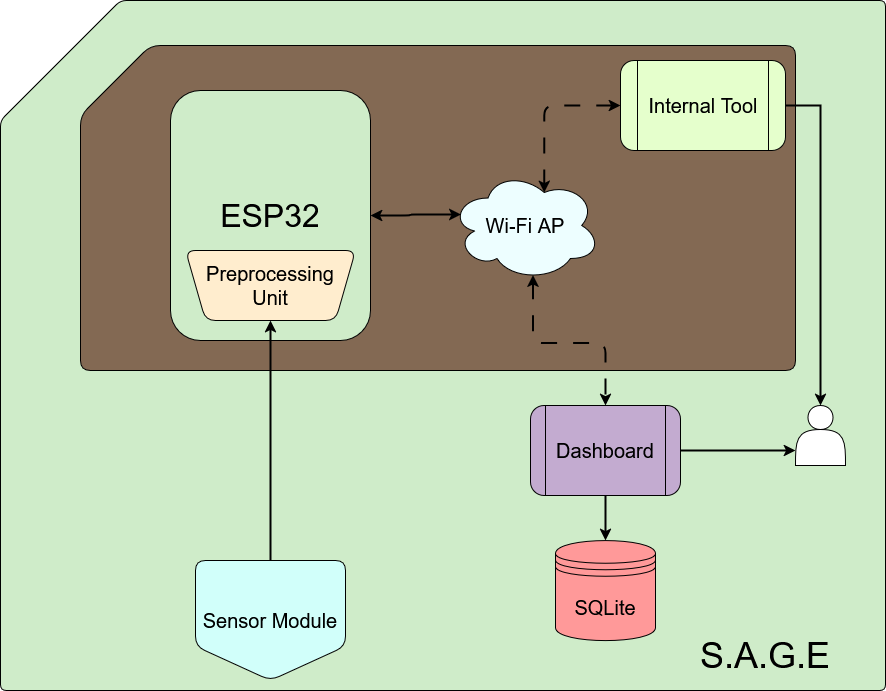 Internal Tool
ESP32
Wi-Fi AP
Preprocessing
Unit
Dashboard
SQLite
Sensor Module
S.A.G.E